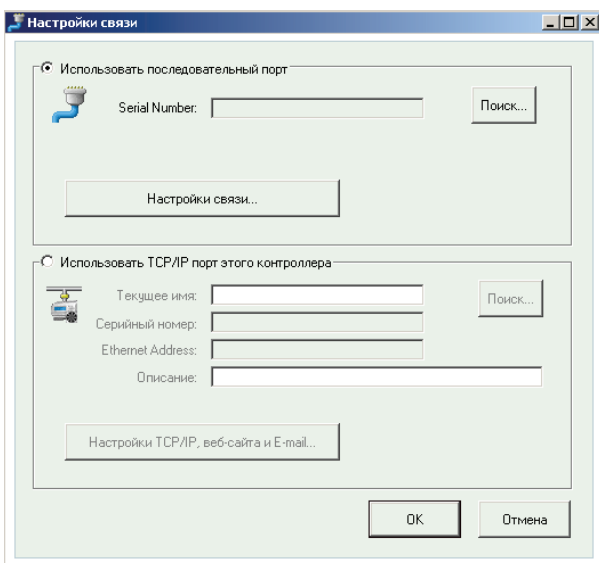 Настройки связи
Использовать последовательный порт
Serial Number:
Поиск...
Настройки связи...
Использовать TCP/IP порт этого контроллера
Текущее имя:
Поиск...
Серийный номер:
Ethernet Address:
Описание:
Настройки TCP/IP, веб-сайта и E-mail...
OK
Отмена